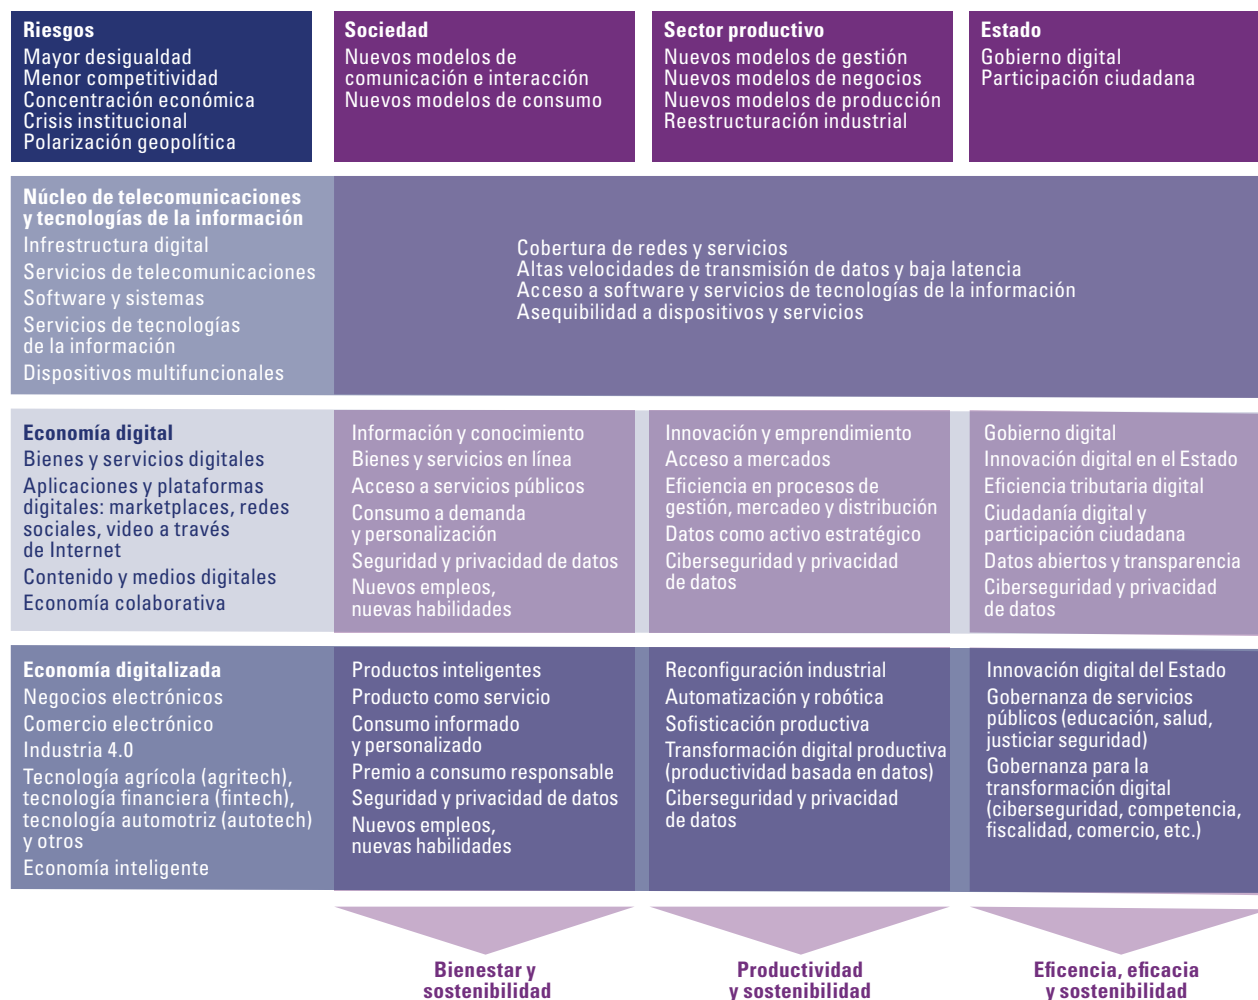 Riesgos
Mayor desigualdad
Menor competitividad
Concentración económica
Crisis institucional
Polarización geopolítica
Sociedad
Nuevos modelos de
comunicación e interacción
Nuevos modelos de consumo
Sector productivo
Nuevos modelos de gestión
Nuevos modelos de negocios
Nuevos modelos de producción
Reestructuración industrial
Estado
Gobierno digital
Participación ciudadana
Núcleo de telecomunicaciones
y tecnologías de la información
Infrestructura digital
Servicios de telecomunicaciones
Software y sistemas
Servicios de tecnologías
de la información
Dispositivos multifuncionales
Cobertura de redes y servicios
Altas velocidades de transmisión de datos y baja latencia
Acceso a software y servicios de tecnologías de la información
Asequibilidad a dispositivos y servicios
Economía digital
Bienes y servicios digitales
Aplicaciones y plataformas
digitales: marketplaces, redes
sociales, video a través
de Internet
Contenido y medios digitales
Economía colaborativa
Información y conocimiento
Bienes y servicios en línea
Acceso a servicios públicos
Consumo a demanda
y personalización
Seguridad y privacidad de datos
Nuevos empleos,
nuevas habilidades
Innovación y emprendimiento
Acceso a mercados
Eficiencia en procesos de
gestión, mercadeo y distribución
Datos como activo estratégico
Ciberseguridad y privacidad
de datos
Gobierno digital
Innovación digital en el Estado
Eficiencia tributaria digital
Ciudadanía digital y
participación ciudadana
Datos abiertos y transparencia
Ciberseguridad y privacidad
de datos
Economía digitalizada
Negocios electrónicos
Comercio electrónico
Industria 4.0
Tecnología agrícola (agritech),
tecnología financiera (fintech),
tecnología automotriz (autotech)
y otros
Economía inteligente
Productos inteligentes
Producto como servicio
Consumo informado
y personalizado
Premio a consumo responsable
Seguridad y privacidad de datos
Nuevos empleos,
nuevas habilidades
Reconfiguración industrial
Automatización y robótica
Sofisticación productiva
Transformación digital productiva
(productividad basada en datos)
Ciberseguridad y privacidad
de datos
Innovación digital del Estado
Gobernanza de servicios
públicos (educación, salud,
justiciar seguridad)
Gobernanza para la
transformación digital
(ciberseguridad, competencia,
fiscalidad, comercio, etc.)
Bienestar y
sostenibilidad
Productividad
y sostenibilidad
Eficencia, eficacia
y sostenibilidad